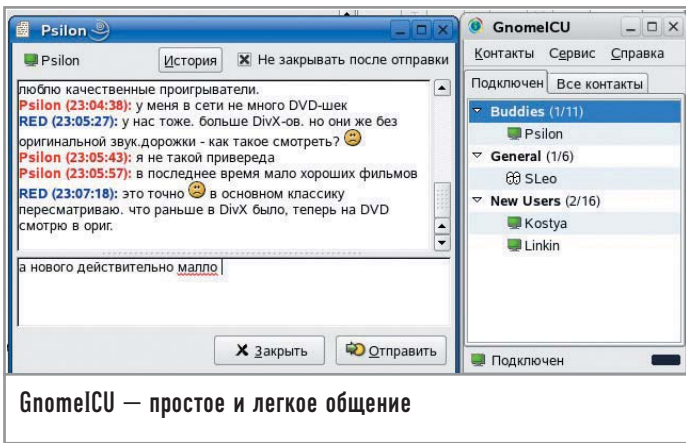 Psilon
Psilon История Не закрывать после отправки
люблю качественные проигрыватели.
Psilon (23:04:38): у меня в сети не много DVD-шек
RED (23:05:27): у нас тоже. больше DivX-ов. но они же без
оригинальной звук.дорожки - как такое смотреть?
Psilon (23:05:43): я не такой привереда
Psilon (23:05:57): в последнее время мало хороших фильмов
RED (23:07:18): это точно в основном классику
пересматриваю. что раньше в DivX было, теперь на DVD
смотрю в ориг.
а нового действительно малло
Закрыть Отправить
GnomeICU
Контакты Сервис Справка
Подключен Все контакты
Buddies (1/11)
Psilon
General (1/6)
SLeo
New Users (2/16)
Kostya
Linkin
Подключен
GnomeICU — простое и легкое общение